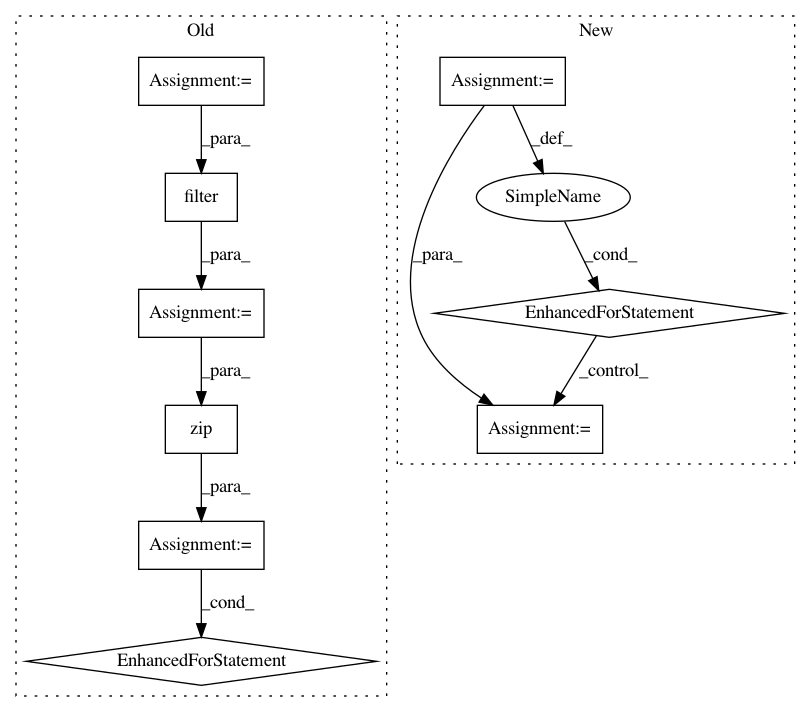 Old
Assignment:=
_para_
filter
_para_
Assignment:=
_para_
zip
_para_
Assignment:=
_cond_
EnhancedForStatement
New
Assignment:=
_def_
SimpleName
_para_
_cond_
EnhancedForStatement
_control_
Assignment:=